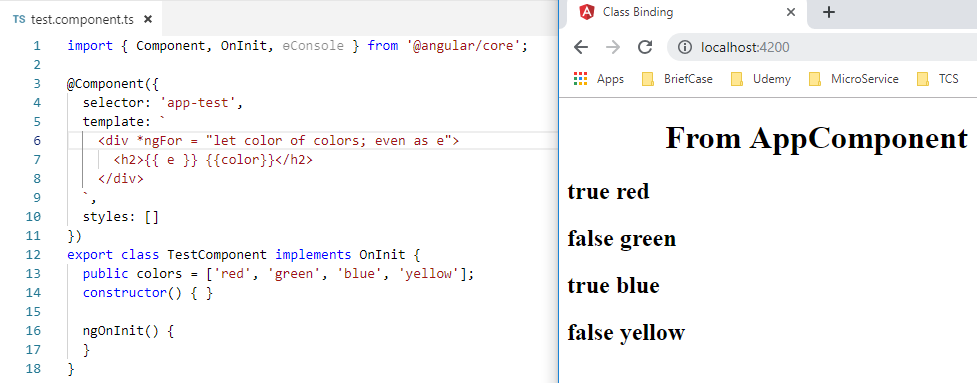 TS test.component.ts ×
1 import { Component, OnInit, ɵConsole } from '@angular/core';
2
3 @Component({
4 selector: 'app-test',
5 template: `
6 <div *ngFor = "let color of colors; even as e">
7 <h2>{{ e }} {{color}}</h2>
8 </div>
9 `,
10 styles: []
11 })
12 export class TestComponent implements OnInit {
13 public colors = ['red', 'green', 'blue', 'yellow'];
14 constructor() { }
15
16 ngOnInit() {
17 }
18 }
Class Binding
localhost:4200
Apps BriefCase Udemy MicroService TCS
From AppComponent
true red
false green
true blue
false yellow